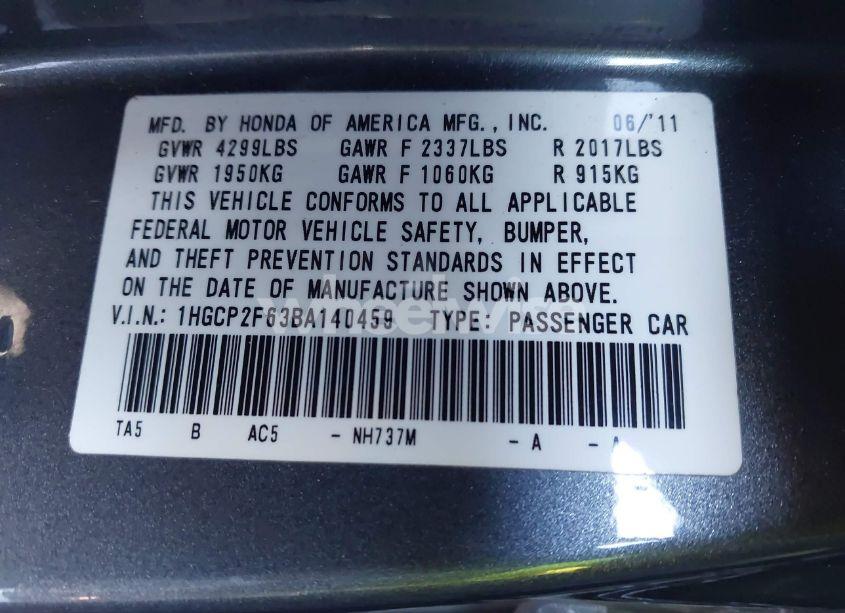 MFD. BY HONDA OF AMERICA MFG., INC. 06/'11
GVWR 4299LBS GAWR F 2337LBS R 2017LBS
GVWR 1950KG GAWR F 1060KG R 915KG
THIS VEHICLE CONFORMS TO ALL APPLICABLE
FEDERAL MOTOR VEHICLE SAFETY, BUMPER,
AND THEFT PREVENTION STANDARDS IN EFFECT
ON THE DATE OF MANUFACTURE SHOWN ABOVE.
V.I.N.: 1HGCP2F63BA140459 TYPE: PASSENGER CAR
TA5 B AC5 - NH737M - A - A